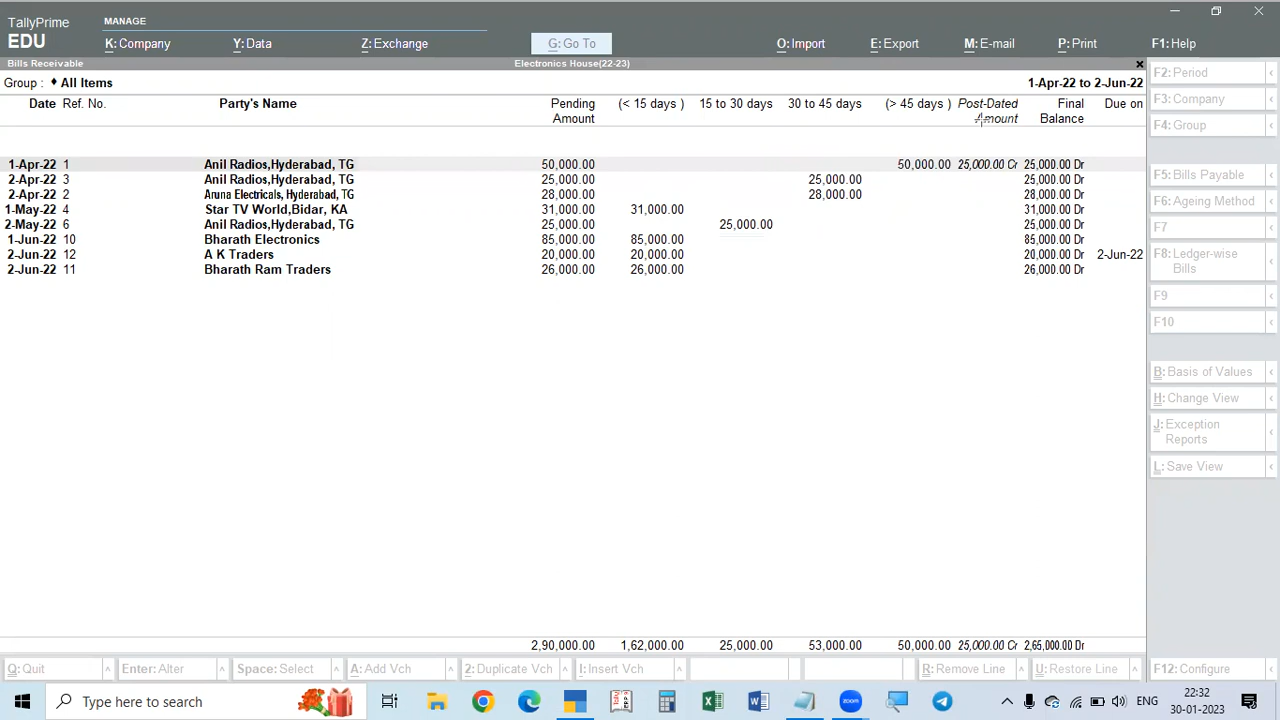 TallyPrime MANAGE
EDU K: Company Y: Data Z: Exchange G: Go To O: Import E: Export M: E-mail P: Print F1: Help
Bills Receivable Electronics House(22-23)
Group : ♦ All Items 1-Apr-22 to 2-Jun-22
Date Ref. No. Party's Name Pending (< 15 days ) 15 to 30 days 30 to 45 days (> 45 days ) Post-Dated Final Due on
Amount Amount Balance
1-Apr-22 1 Anil Radios,Hyderabad, TG 50,000.00 50,000.00 25,000.00 Cr 25,000.00 Dr
2-Apr-22 3 Anil Radios,Hyderabad, TG 25,000.00 25,000.00 25,000.00 Dr
2-Apr-22 2 Aruna Electricals, Hyderabad, TG 28,000.00 28,000.00 28,000.00 Dr
1-May-22 4 Star TV World,Bidar, KA 31,000.00 31,000.00 31,000.00 Dr
2-May-22 6 Anil Radios,Hyderabad, TG 25,000.00 25,000.00 25,000.00 Dr
1-Jun-22 10 Bharath Electronics 85,000.00 85,000.00 85,000.00 Dr
2-Jun-22 12 A K Traders 20,000.00 20,000.00 20,000.00 Dr 2-Jun-22
2-Jun-22 11 Bharath Ram Traders 26,000.00 26,000.00 26,000.00 Dr
2,90,000.00 1,62,000.00 25,000.00 53,000.00 50,000.00 25,000.00 Cr 2,65,000.00 Dr
F2: Period
F3: Company
F4: Group
F5: Bills Payable
F6: Ageing Method
F7
F8: Ledger-wise
Bills
F9
F10
B: Basis of Values
H: Change View
J: Exception
Reports
L: Save View
Q: Quit Enter: Alter Space: Select A: Add Vch 2: Duplicate Vch I: Insert Vch R: Remove Line U: Restore Line F12: Configure
Type here to search
zoom
ENG
22:32
30-01-2023